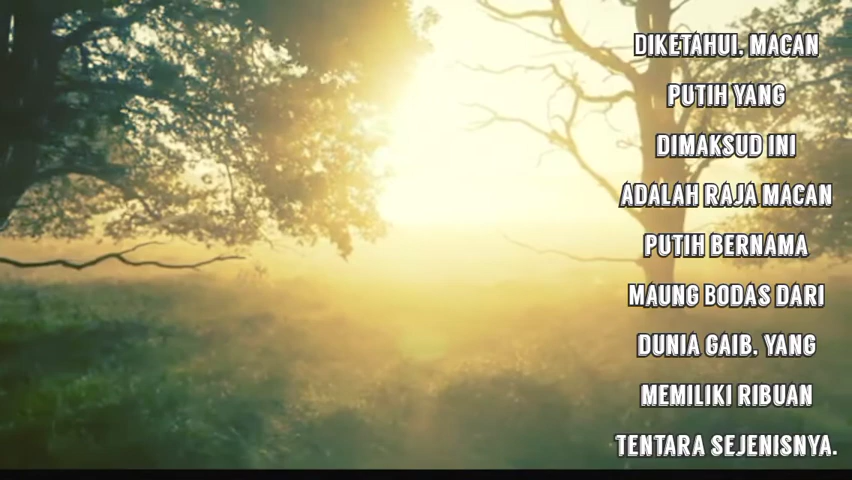 DIKETAHUI. MACAN
PUTIH YANG
DIMAKSUD INI
ADALAH RAJA MACAN
PUTIH BERNAMA
MAUNG BODAS DARI
DUNIA GAIB. YANG
MEMILIKI RIBUAN
TENTARA SEJENISNYA.